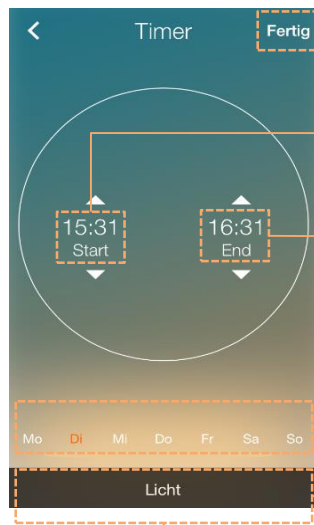 Timer Fertig
15:31 16:31
Start End
Mo Di Mi Do Fr Sa So
Licht